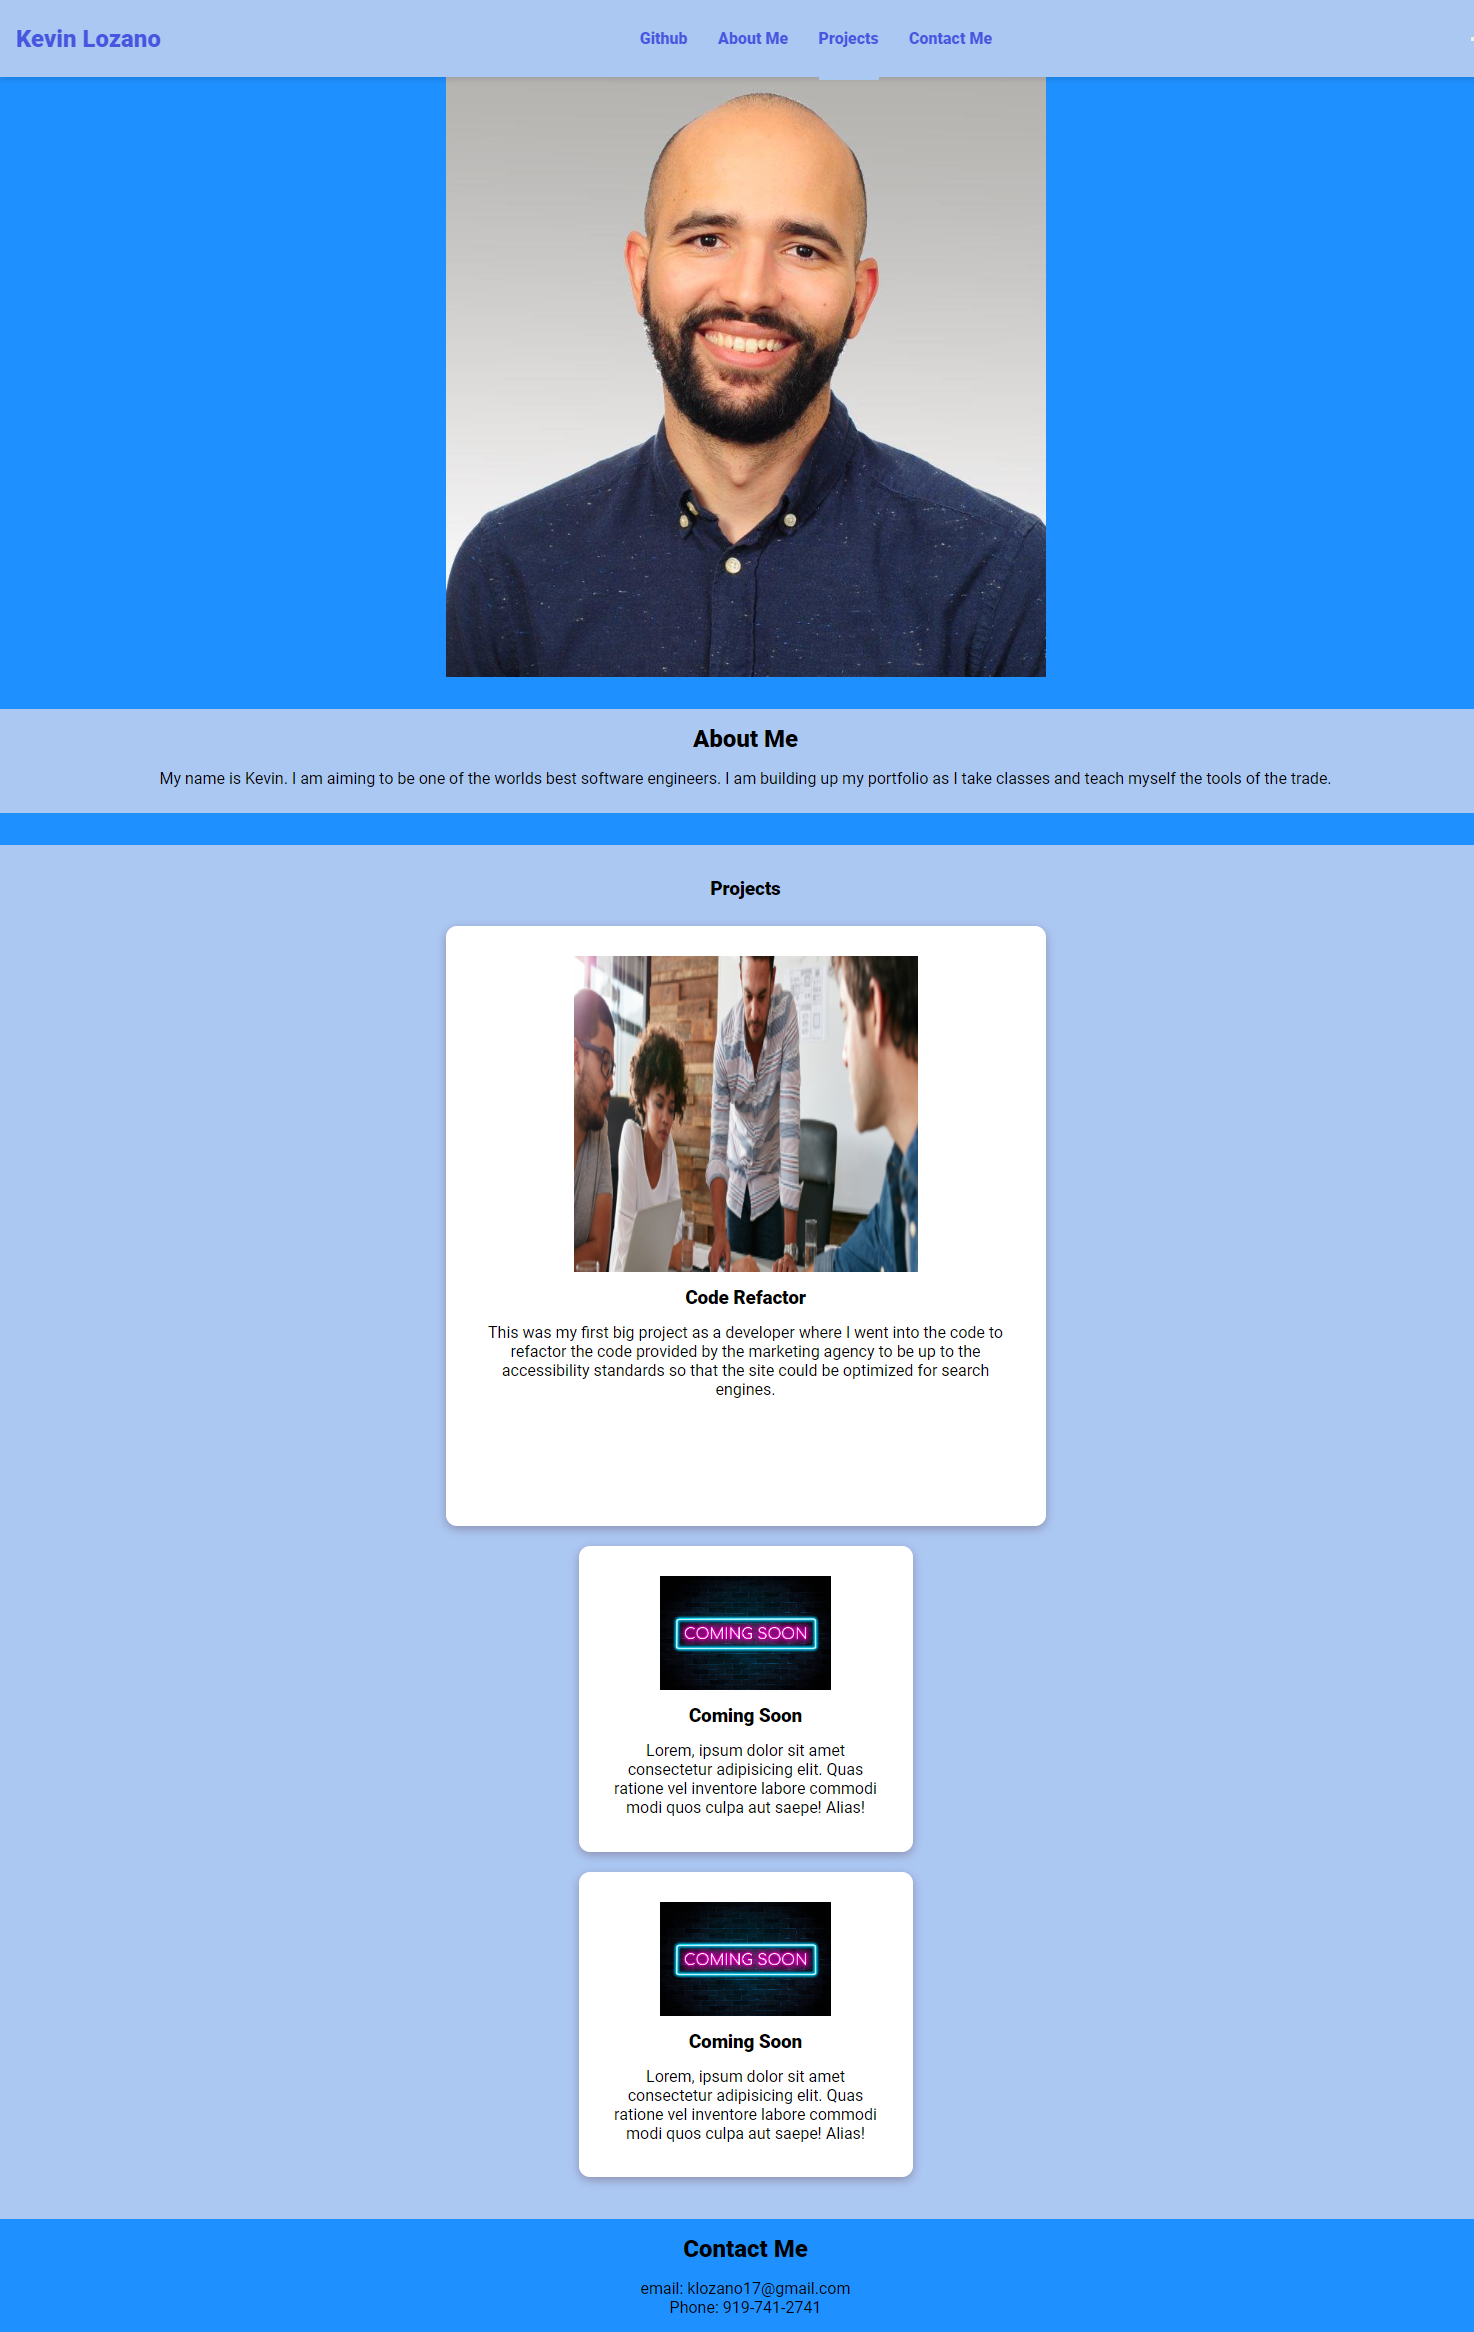 Kevin Lozano
Github
About Me
Projects
Contact Me
About Me
My name is Kevin. I am aiming to be one of the worlds best software engineers. I am building up my portfolio as I take classes and teach myself the tools of the trade.
Projects
Code Refactor
This was my first big project as a developer where I went into the code to
refactor the code provided by the marketing agency to be up to the
accessibility standards so that the site could be optimized for search
engines.
COMING SOON
Coming Soon
Lorem, ipsum dolor sit amet
consectetur adipisicing elit. Quas
ratione vel inventore labore commodi
modi quos culpa aut saepe! Alias!
COMING SOON
Coming Soon
Lorem, ipsum dolor sit amet
consectetur adipisicing elit. Quas
ratione vel inventore labore commodi
modi quos culpa aut saepe! Alias!
Contact Me
email: klozano17@gmail.com
Phone: 919-741-2741